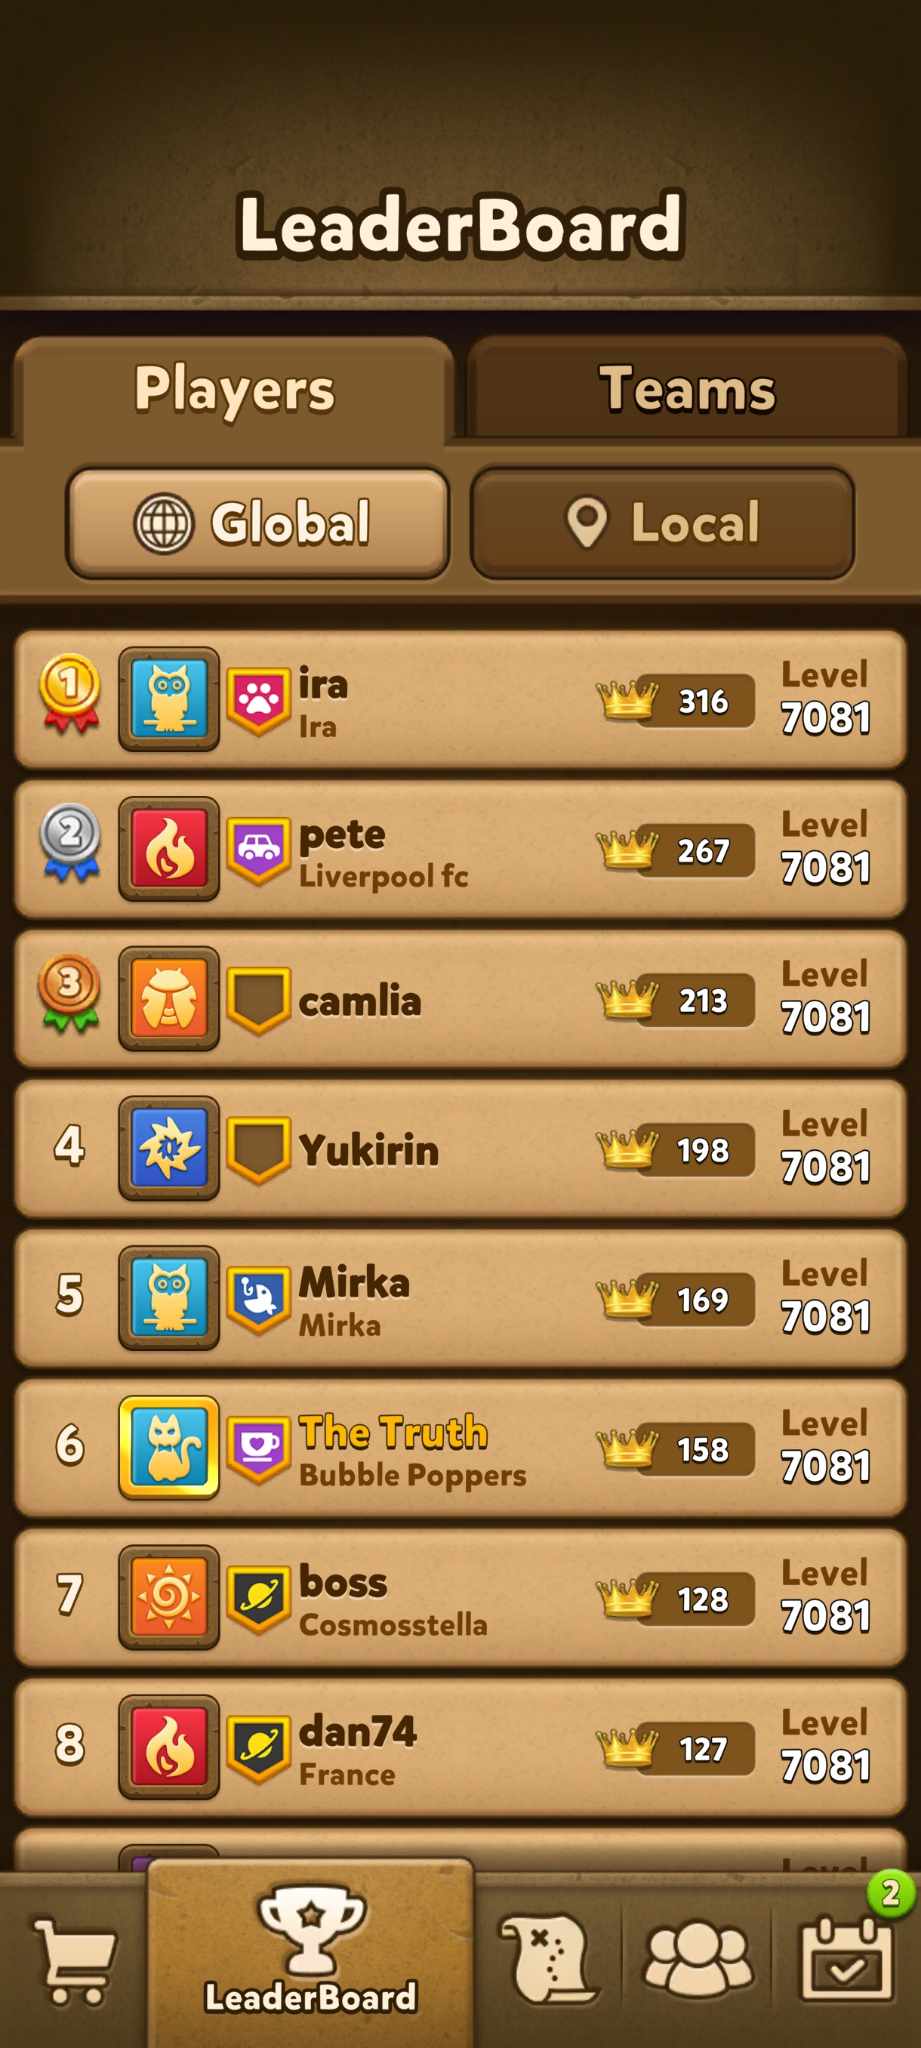 LeaderBoard
Players
Teams
Global
Local
1
ira
Ira
316
Level
7081
2
pete
Liverpool fc
267
Level
7081
3
camlia
213
Level
7081
4
Yukirin
198
Level
7081
5
Mirka
Mirka
169
Level
7081
6
The Truth
Bubble Poppers
158
Level
7081
7
boss
Cosmosstella
128
Level
7081
8
dan74
France
127
Level
7081
Level
2
LeaderBoard